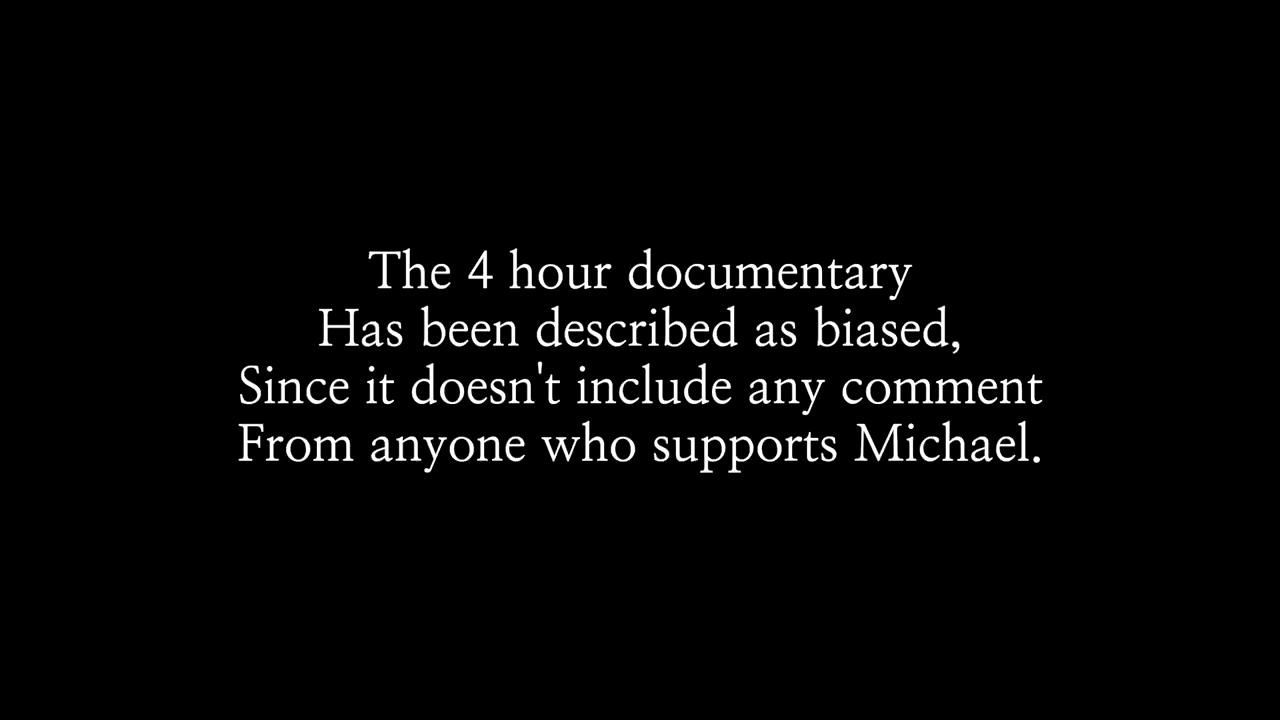 The 4 hour documentary
Has been described as biased,
Since it doesn't include any comment
From anyone who supports Michael.